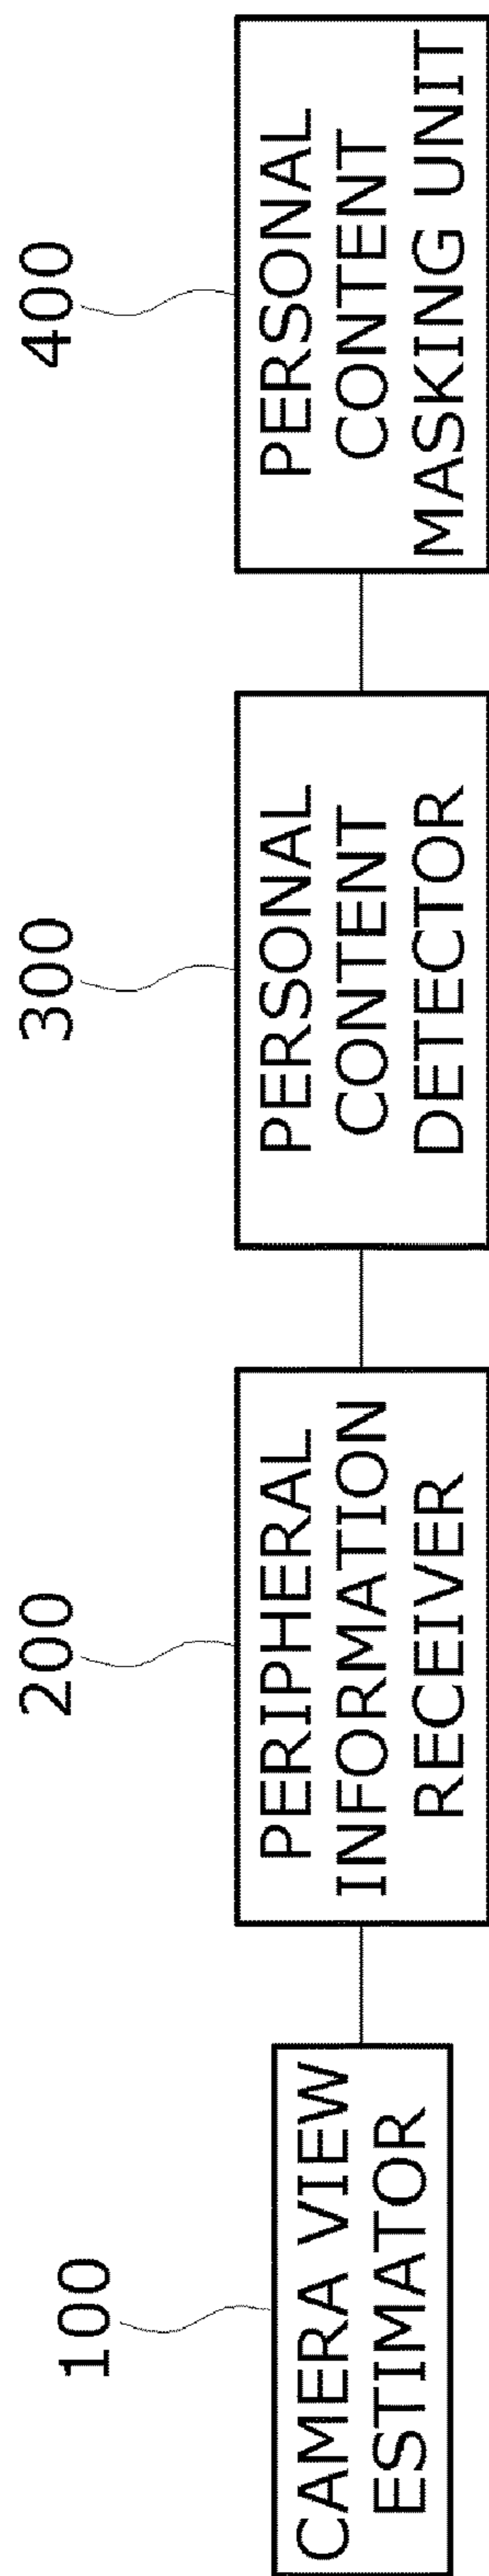 100
CAMERA VIEW
ESTIMATOR
200
PERIPHERAL
INFORMATION
RECEIVER
300
PERSONAL
CONTENT
DETECTOR
400
PERSONAL
CONTENT
MASKING UNIT